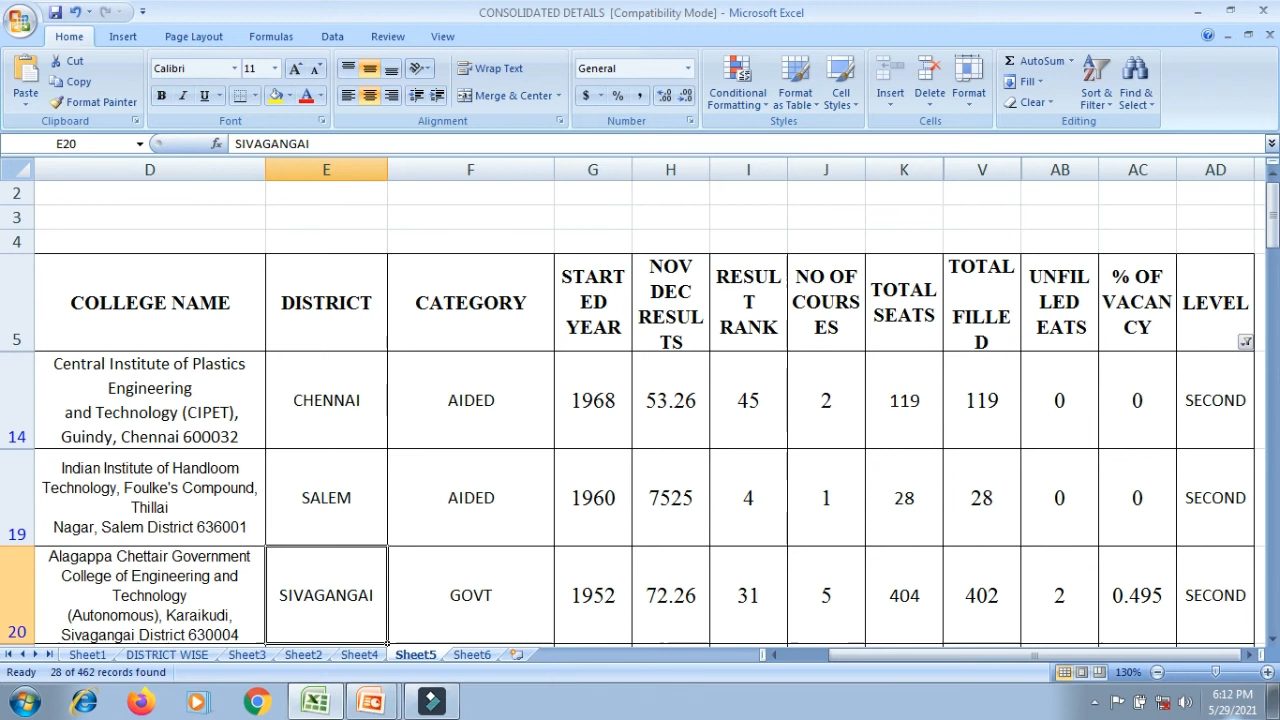 CONSOLIDATED DETAILS [Compatibility Mode] - Microsoft Excel
Home Insert Page Layout Formulas Data Review View
Paste
Cut
Copy
Format Painter
Clipboard
Calibri 11
B I U
Font
Wrap Text
Merge & Center
Alignment
General
$ % ,
Number
Conditional Formatting
Format as Table
Cell Styles
Styles
Insert Delete Format
Cells
Σ AutoSum
Fill
Clear
Sort & Filter
Find & Select
Editing
E20 fx SIVAGANGAI
D E F G H I J K V AB AC AD
2
3
4
5
COLLEGE NAME
DISTRICT
CATEGORY
START
ED
YEAR
NOV
DEC
RESUL
TS
RESUL
T
RANK
NO OF
COURS
ES
TOTAL
SEATS
TOTAL
FILLE
D
UNFIL
LED
EATS
% OF
VACAN
CY
LEVEL
14
Central Institute of Plastics
Engineering
and Technology (CIPET),
Guindy, Chennai 600032
CHENNAI AIDED 1968 53.26 45 2 119 119 0 0 SECOND
19
Indian Institute of Handloom
Technology, Foulke's Compound,
Thillai
Nagar, Salem District 636001
SALEM AIDED 1960 7525 4 1 28 28 0 0 SECOND
20
Alagappa Chettair Government
College of Engineering and
Technology
(Autonomous), Karaikudi,
Sivagangai District 630004
SIVAGANGAI GOVT 1952 72.26 31 5 404 402 2 0.495 SECOND
Sheet1 DISTRICT WISE Sheet3 Sheet2 Sheet4 Sheet5 Sheet6
Ready 28 of 462 records found 130%
6:12 PM
5/29/2021